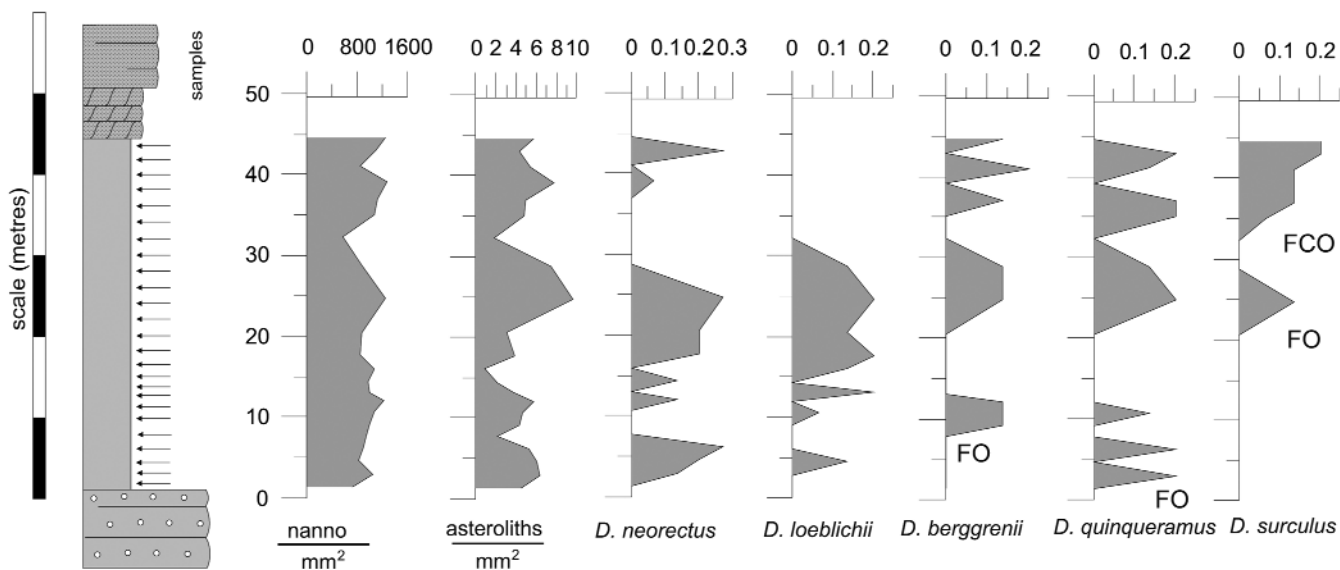 samples
0 800 1600
0 2 4 6 8 10
0 0.1 0.2 0.3
0 0.1 0.2
0 0.1 0.2
0 0.1 0.2
0 0.1 0.2
50
40
30
20
10
0
scale (metres)
FCO
FO
FO
FO
nanno
mm²
asteroliths
mm²
D. neorectus
D. loeblichii
D. berggrenii
D. quinqueramus
D. surculus